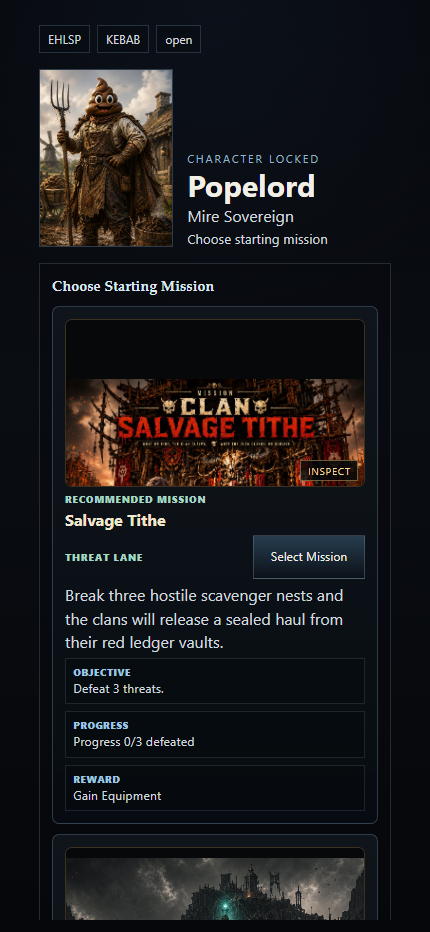 EHLSP
KEBAB
open
CHARACTER LOCKED
Popelord
Mire Sovereign
Choose starting mission
Choose Starting Mission
MISSION
CLAN
SALVAGE TITHE
INSPECT
RECOMMENDED MISSION
Salvage Tithe
THREAT LANE
Select Mission
Break three hostile scavenger nests and
the clans will release a sealed haul from
their red ledger vaults.
OBJECTIVE
Defeat 3 threats.
PROGRESS
Progress 0/3 defeated
REWARD
Gain Equipment